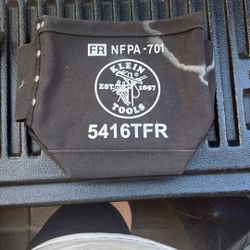 FR NFPA-701
KLEIN
EST. 1857
TOOLS
5416TFR